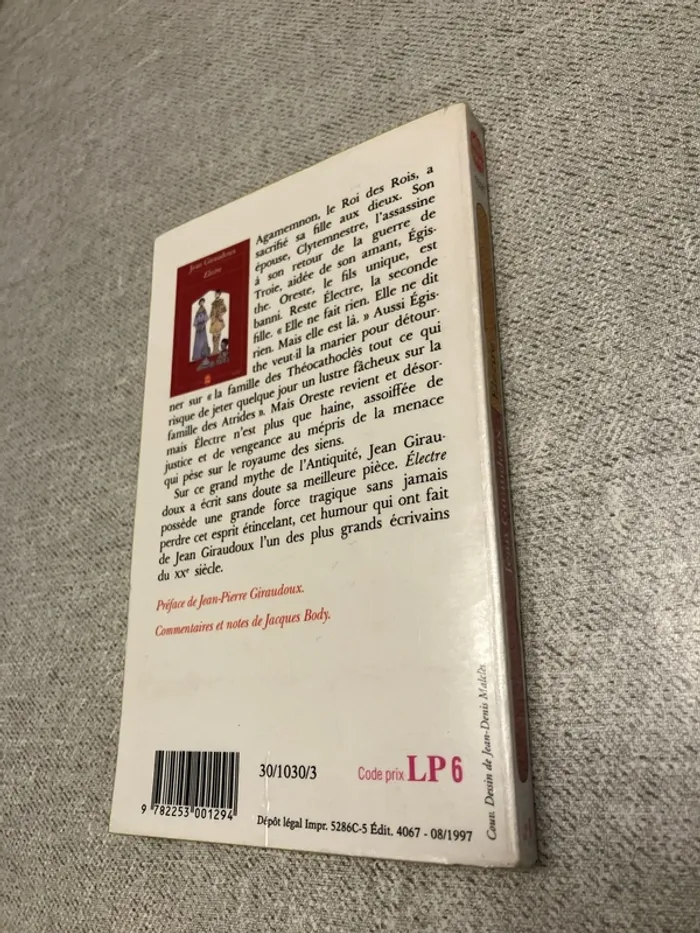 Jean Giraudoux
Électre
Agamemnon, le Roi des Rois, a
sacrifié sa fille aux dieux. Son
épouse, Clytemnestre, l'assassine
à son retour de la guerre de
Troie, aidée de son amant, Égis-
the. Oreste, le fils unique, est
banni. Reste Électre, la seconde
fille. « Elle ne fait rien. Elle ne dit
rien. Mais elle est là. » Aussi Égis-
the veut-il la marier pour détour-
ner sur « la famille des Théocathoclès tout ce qui
risque de jeter quelque jour un lustre fâcheux sur la
famille des Atrides ». Mais Oreste revient et désor-
mais Électre n'est plus que haine, assoiffée de
justice et de vengeance au mépris de la menace
qui pèse sur le royaume des siens.
Sur ce grand mythe de l'Antiquité, Jean Girau-
doux a écrit sans doute sa meilleure pièce. Électre
possède une grande force tragique sans jamais
perdre cet esprit étincelant, cet humour qui ont fait
de Jean Giraudoux l'un des plus grands écrivains
du XXe siècle.
Préface de Jean-Pierre Giraudoux.
Commentaires et notes de Jacques Body.
9 782253 001294
30/1030/3
Code prix LP 6
Dépôt légal Impr. 5286C-5 Édit. 4067 - 08/1997
Couv. Dessin de Jean-Denis Malclès
Jean Giraudoux